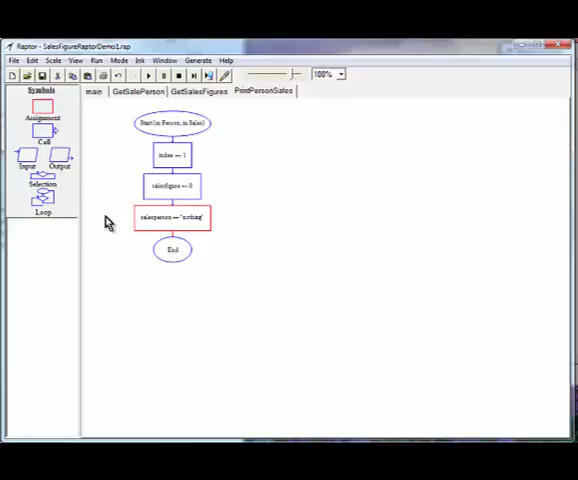 Raptor - SalesFigureRaptorDemo1.rap
File Edit Scale View Run Mode Ink Window Generate Help
100%
Symbols
main GetSalePerson GetSalesFigures PrintPersonSales
Assignment
Call
Input Output
Selection
Loop
Start (in Person, in Sales)
index ← 1
salesfigure ← 0
salesperson ← "nothing"
End